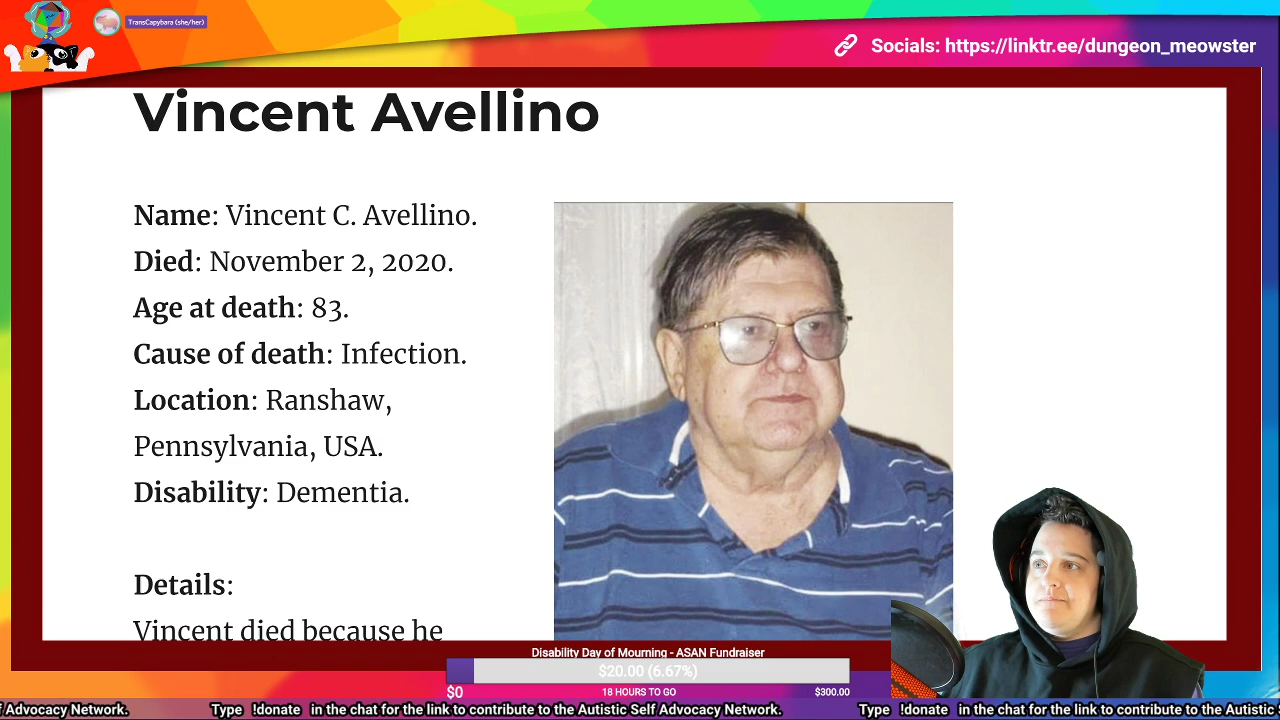 TransCapybara (she/her)
Socials: https://linktr.ee/dungeon_meowster
Vincent Avellino
Name: Vincent C. Avellino.
Died: November 2, 2020.
Age at death: 83.
Cause of death: Infection.
Location: Ranshaw,
Pennsylvania, USA.
Disability: Dementia.
Details:
Vincent died because he
Disability Day of Mourning - ASAN Fundraiser
$20.00 (6.67%)
$0 18 HOURS TO GO $300.00
f Advocacy Network. Type !donate in the chat for the link to contribute to the Autistic Self Advocacy Network. Type !donate in the chat for the link to contribute to the Autistic S